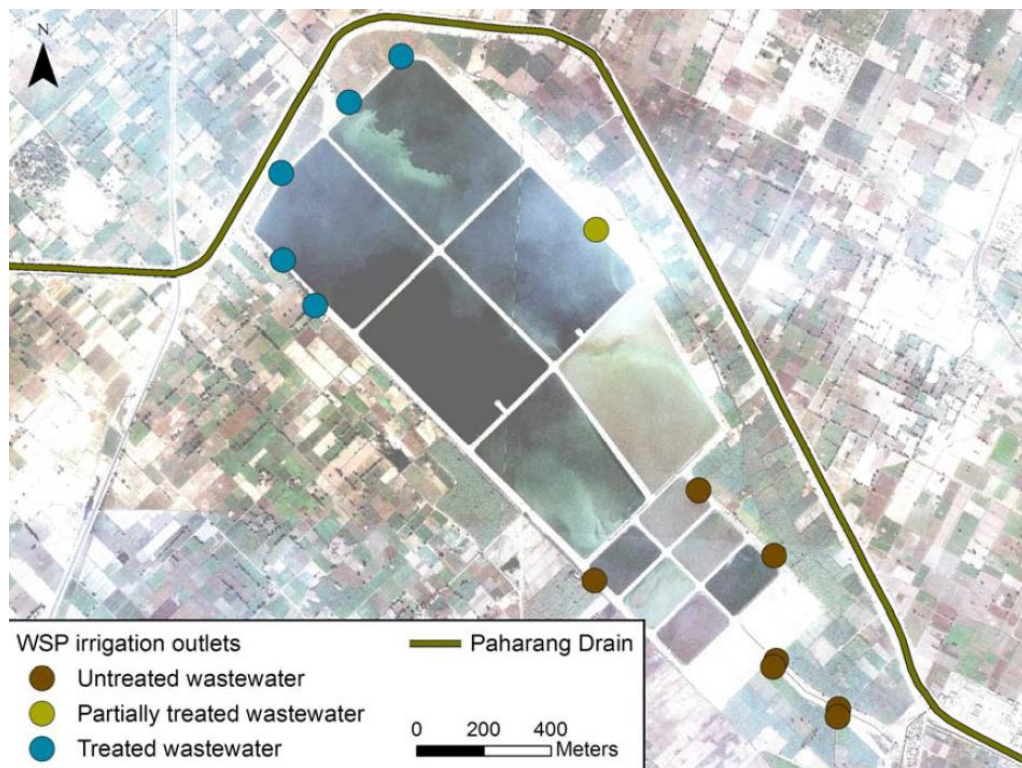 N
WSP irrigation outlets
Untreated wastewater
Partially treated wastewater
Treated wastewater
Paharang Drain
0 200 400
Meters